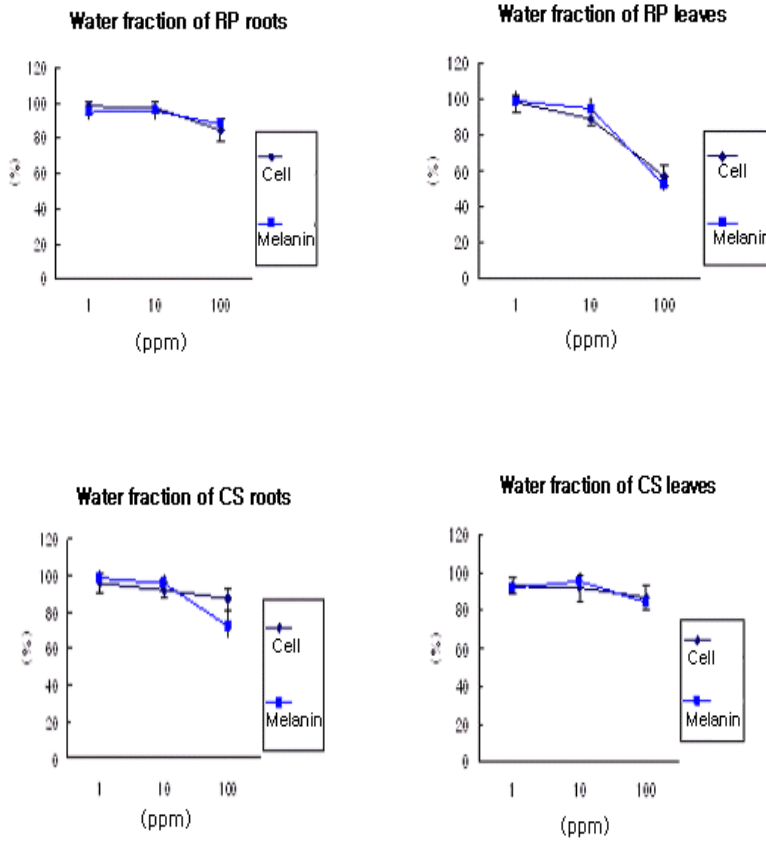 Water fraction of RP roots
120
100
80
60
40
20
0
(%)
1 10 100
(ppm)
Cell
Melanin
Water fraction of RP leaves
120
100
80
60
40
20
0
(%)
1 10 100
(ppm)
Cell
Melanin
Water fraction of CS roots
120
100
80
60
40
20
0
(%)
1 10 100
(ppm)
Cell
Melanin
Water fraction of CS leaves
120
100
80
60
40
20
0
(%)
1 10 100
(ppm)
Cell
Melanin